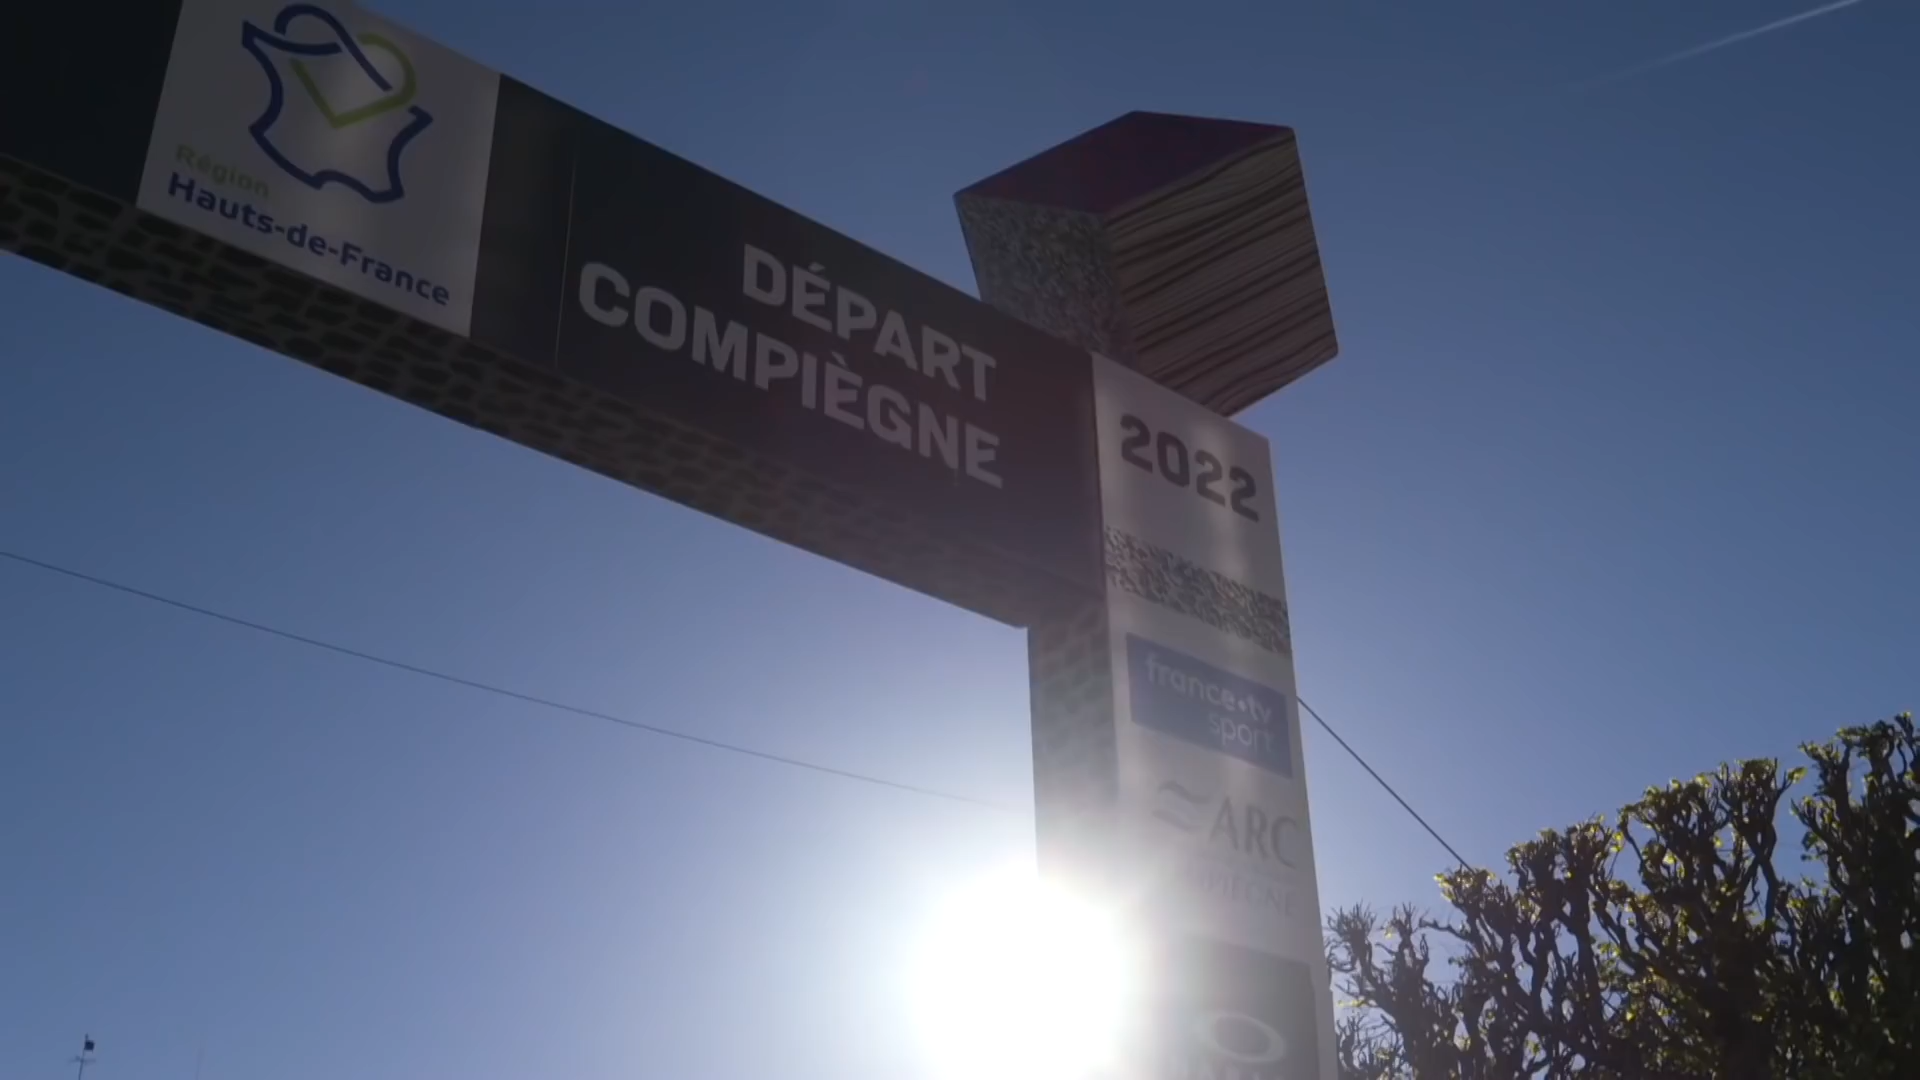 Région
Hauts-de-France
DÉPART
COMPIÈGNE
2022
france•tv
sport
ARC